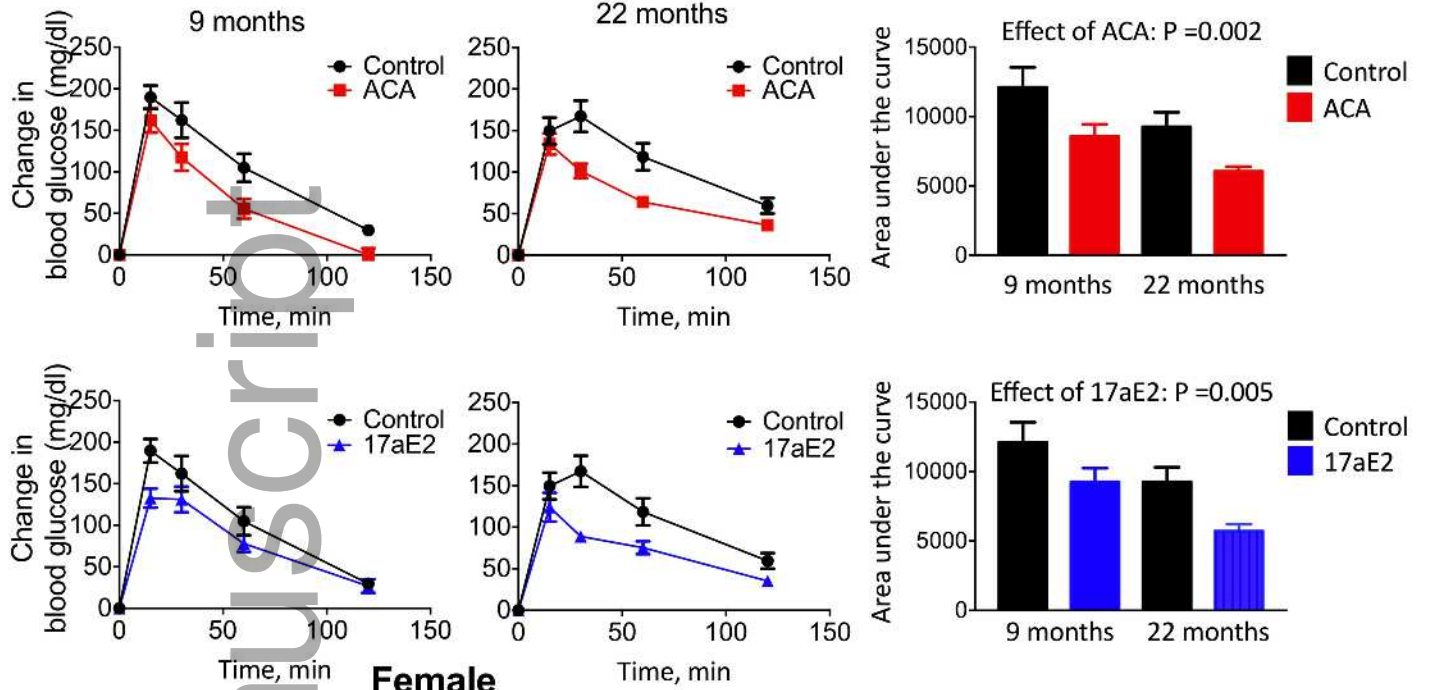 9 months
22 months
Effect of ACA: P =0.002
Change in
blood glucose (mg/dl)
250
200
150
100
50
0
Control
ACA
0 50 100 150
Time, min
250
200
150
100
50
0
Control
ACA
0 50 100 150
Time, min
Area under the curve
15000
10000
5000
0
9 months 22 months
Control
ACA
Change in
blood glucose (mg/dl)
250
200
150
100
50
0
Control
17aE2
0 50 100 150
Time, min
250
200
150
100
50
0
Control
17aE2
0 50 100 150
Time, min
Effect of 17aE2: P =0.005
Area under the curve
15000
10000
5000
0
9 months 22 months
Control
17aE2
Female
uscript